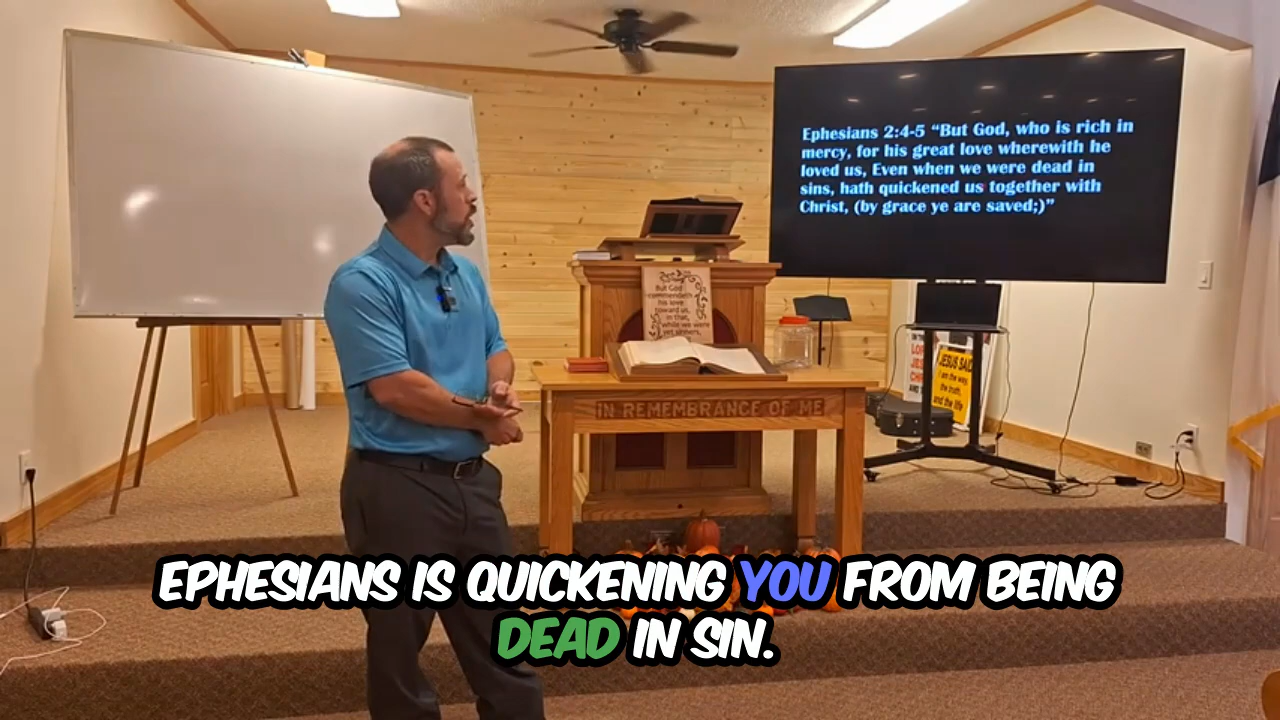 Ephesians 2:4-5 “But God, who is rich in
mercy, for his great love wherewith he
loved us, Even when we were dead in
sins, hath quickened us together with
Christ, (by grace ye are saved;)”
But God
commendeth
his love
toward us,
in that,
while we were
yet sinners,
IN REMEMBRANCE OF ME
JESUS SAID
I am the way,
the truth,
and the life
EPHESIANS IS QUICKENING YOU FROM BEING
DEAD IN SIN.